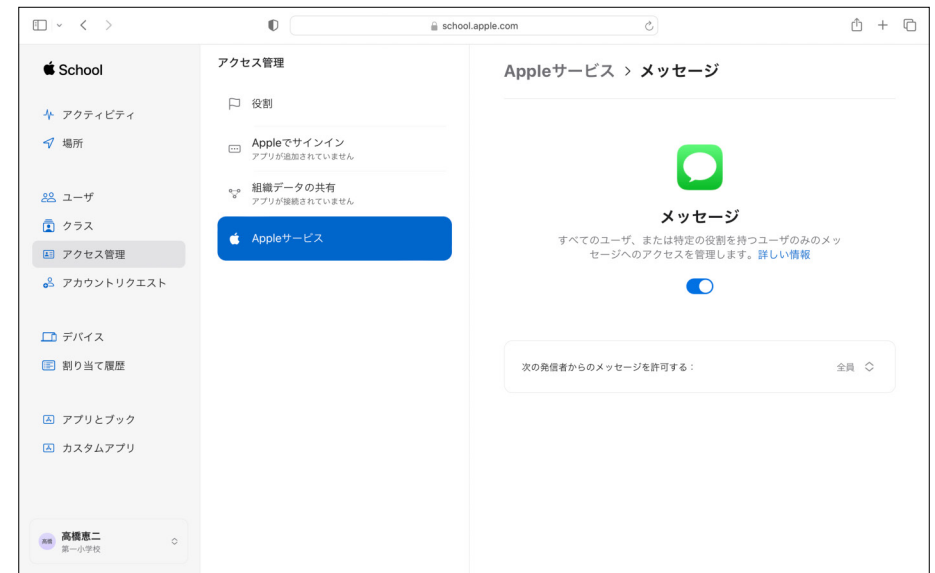 school.apple.com
School
アクティビティ
場所
ユーザ
クラス
アクセス管理
アカウントリクエスト
デバイス
割り当て履歴
アプリとブック
カスタムアプリ
高橋
高橋恵二
第一小学校
アクセス管理
役割
Appleでサインイン
アプリが追加されていません
組織データの共有
アプリが接続されていません
Appleサービス
Appleサービス > メッセージ
メッセージ
すべてのユーザ、または特定の役割を持つユーザのみのメッ
セージへのアクセスを管理します。詳しい情報
次の発信者からのメッセージを許可する： 全員